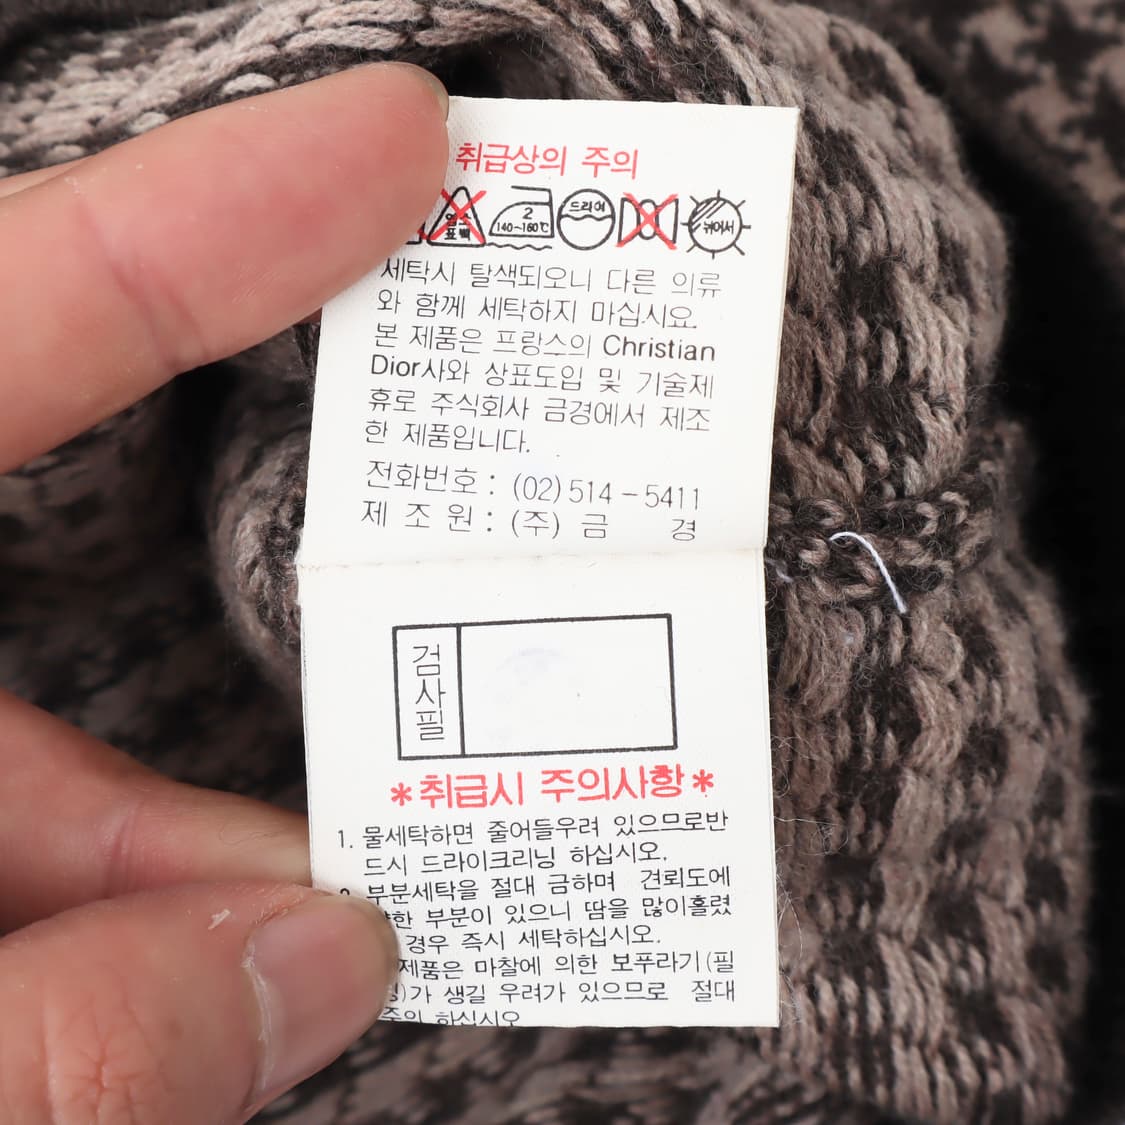 취급상의 주의
염소
표백
2
140~160℃
드라이
뉘어서
세탁시 탈색되오니 다른 의류
와 함께 세탁하지 마십시요.
본 제품은 프랑스의 Christian
Dior사와 상표도입 및 기술제
휴로 주식회사 금경에서 제조
한 제품입니다.
전화번호 : (02) 514-5411
제 조 원 : (주) 금 경
검
사
필
*취급시 주의사항*
1. 물세탁하면 줄어들우려 있으므로반
드시 드라이크리닝 하십시오.
부분세탁을 절대 금하며 견뢰도에
부분이 있으니 땀을 많이흘렸
경우 즉시 세탁하십시오.
제품은 마찰에 의한 보푸라기(필
)가 생길 우려가 있으므로 절대
주의 하십시오